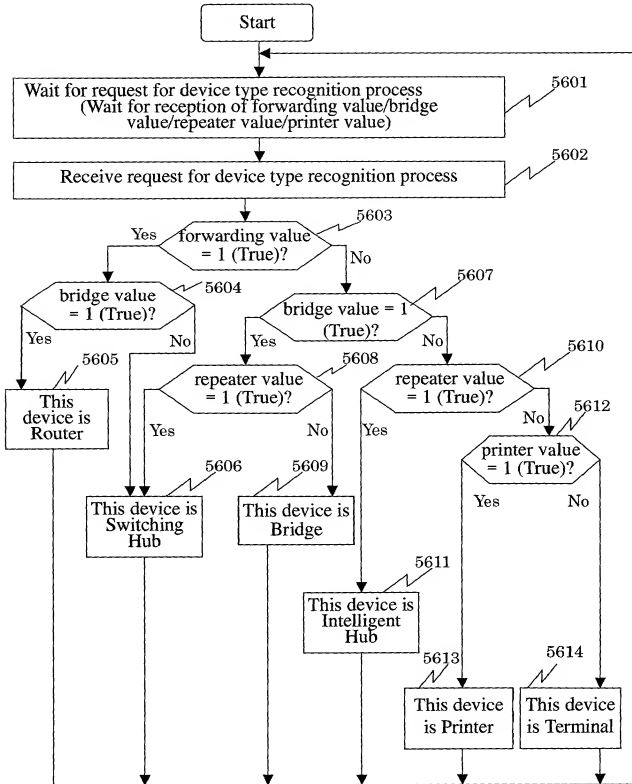 Start
Wait for request for device type recognition process
(Wait for reception of forwarding value/bridge
value/repeater value/printer value)
5601
Receive request for device type recognition process
5602
forwarding value
= 1 (True)?
5603
Yes
No
bridge value
= 1 (True)?
5604
Yes
No
bridge value = 1
(True)?
5607
Yes
No
5605
This
device is
Router
repeater value
= 1 (True)?
5608
Yes
No
repeater value
= 1 (True)?
5610
Yes
No
printer value
= 1 (True)?
5612
Yes
No
5606
This device is
Switching
Hub
5609
This device is
Bridge
5611
This device is
Intelligent
Hub
5613
This device
is Printer
5614
This device
is Terminal